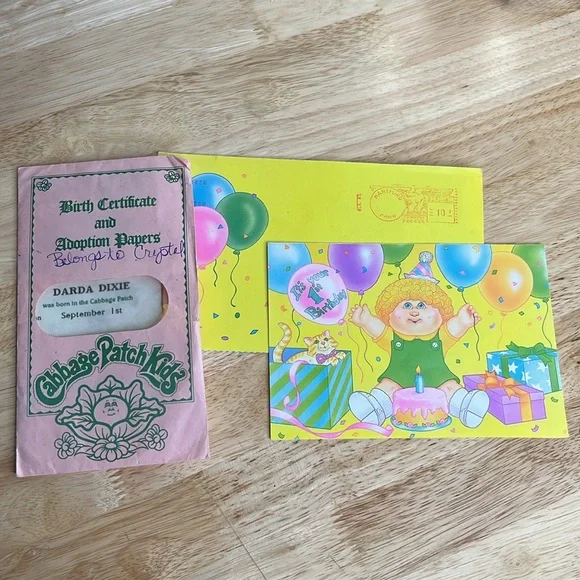 Birth Certificate
and
Adoption Papers
Belongs to Crystal
DARDA DIXIE
was born in the Cabbage Patch
September 1st
Cabbage Patch Kids
It's your
1st
Birthday!